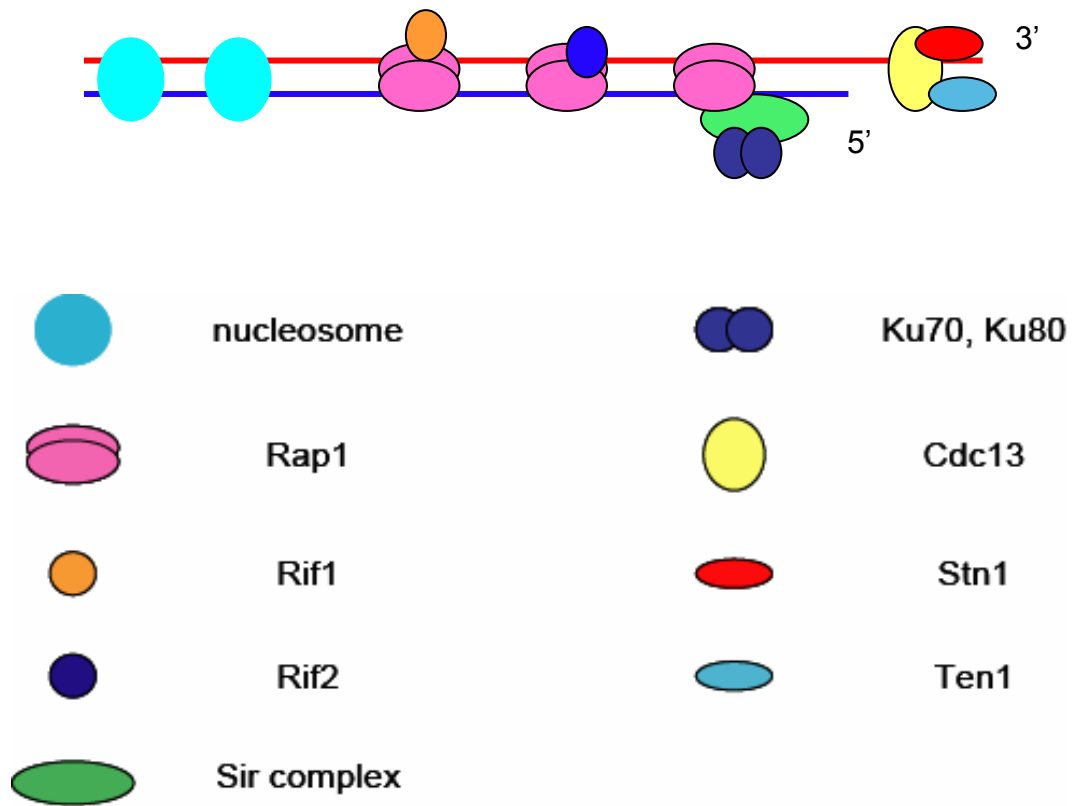 3’
5’
nucleosome
Ku70, Ku80
Rap1
Cdc13
Rif1
Stn1
Rif2
Ten1
Sir complex